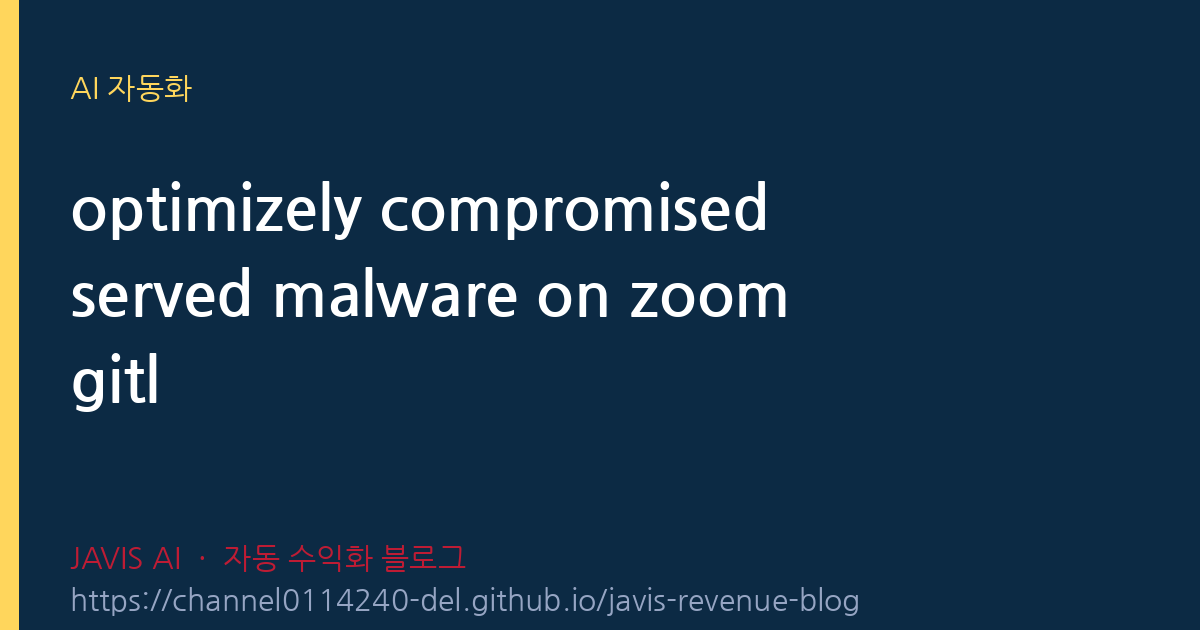 AI 자동화
optimizely compromised
served malware on zoom
gitl
JAVIS AI · 자동 수익화 블로그
https://channel0114240-del.github.io/javis-revenue-blog